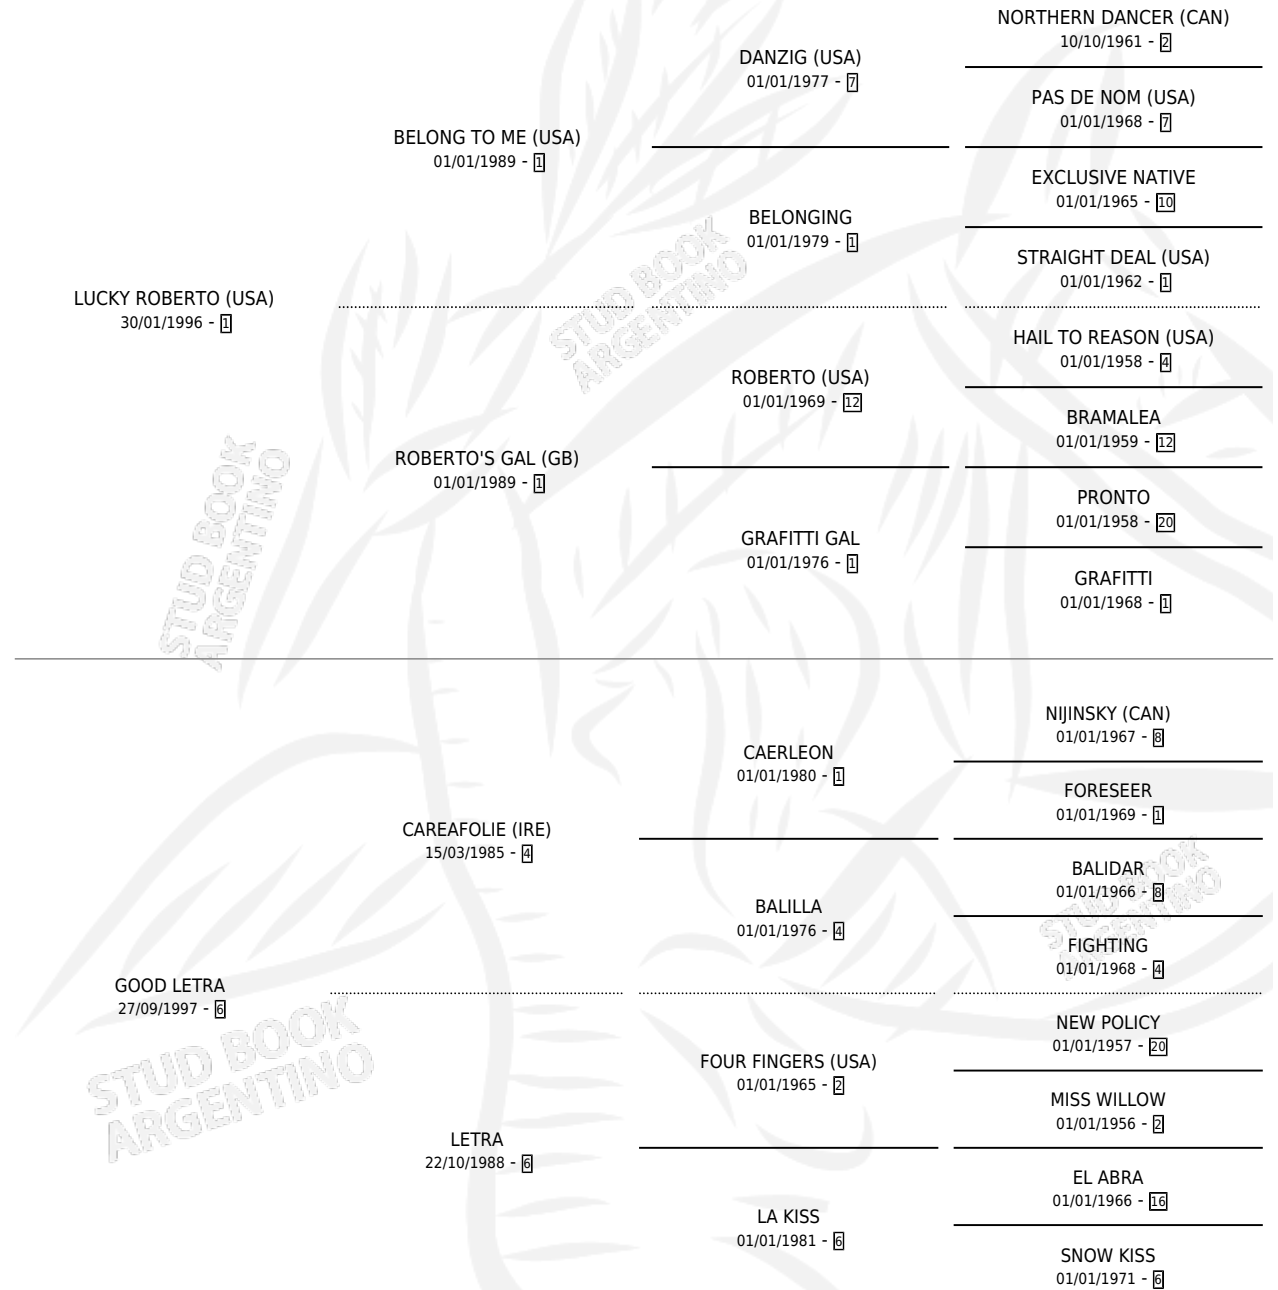 NORTHERN DANCER (CAN)
10/10/1961 - 2
DANZIG (USA)
01/01/1977 - 7
PAS DE NOM (USA)
01/01/1968 - 7
BELONG TO ME (USA)
01/01/1989 - 1
EXCLUSIVE NATIVE
01/01/1965 - 10
BELONGING
01/01/1979 - 1
STRAIGHT DEAL (USA)
01/01/1962 - 1
LUCKY ROBERTO (USA)
30/01/1996 - 1
HAIL TO REASON (USA)
01/01/1958 - 4
ROBERTO (USA)
01/01/1969 - 12
BRAMALEA
01/01/1959 - 12
ROBERTO'S GAL (GB)
01/01/1989 - 1
PRONTO
01/01/1958 - 20
GRAFITTI GAL
01/01/1976 - 1
GRAFITTI
01/01/1968 - 1
NIJINSKY (CAN)
01/01/1967 - 8
CAERLEON
01/01/1980 - 1
FORESEER
01/01/1969 - 1
CAREAFOLIE (IRE)
15/03/1985 - 4
BALIDAR
01/01/1966 - 8
BALILLA
01/01/1976 - 4
FIGHTING
01/01/1968 - 4
GOOD LETRA
27/09/1997 - 6
NEW POLICY
01/01/1957 - 20
FOUR FINGERS (USA)
01/01/1965 - 2
MISS WILLOW
01/01/1956 - 2
LETRA
22/10/1988 - 6
EL ABRA
01/01/1966 - 16
LA KISS
01/01/1981 - 6
SNOW KISS
01/01/1971 - 6
STUD BOOK
ARGENTINO
STUD BOOK
ARGENTINO
STUD BOOK
ARGENTINO
STUD BOOK
ARGENTINO